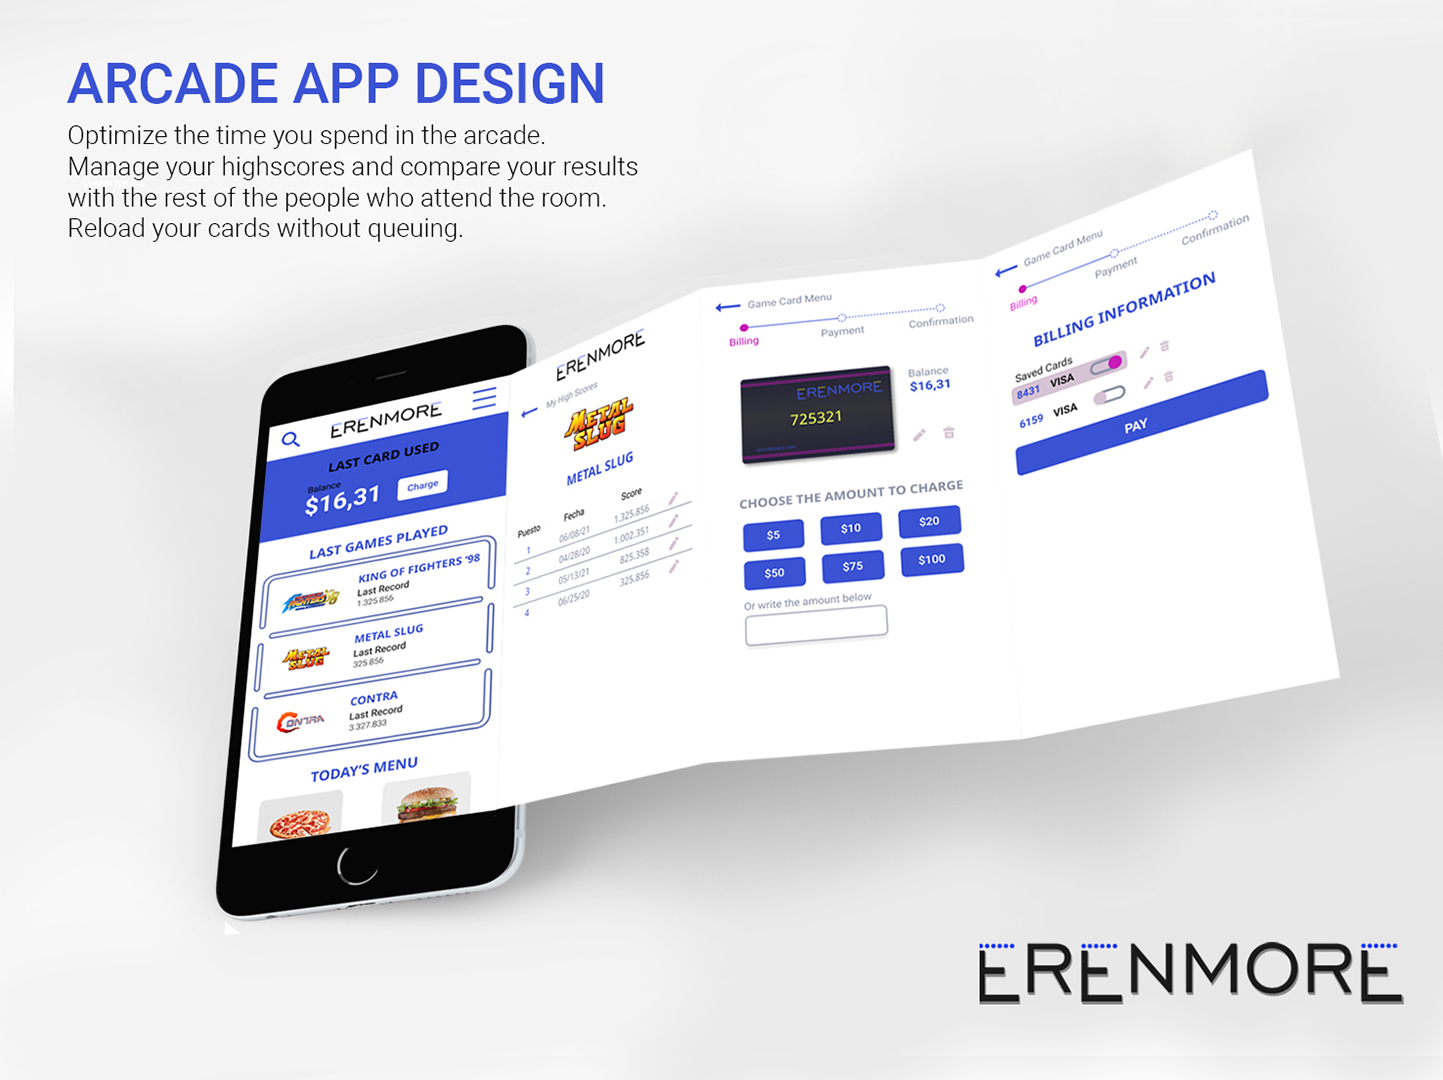 ARCADE APP DESIGN
Optimize the time you spend in the arcade.
Manage your highscores and compare your results
with the rest of the people who attend the room.
Reload your cards without queuing.
ERENMORE
LAST CARD USED
Balance
$16,31
Charge
LAST GAMES PLAYED
KING OF FIGHTERS ‘98
Last Record
1.325.856
METAL SLUG
METAL SLUG
Last Record
325.856
CONTRA
CONTRA
Last Record
3.327.833
TODAY’S MENU
ERENMORE
My High Scores
METAL SLUG
METAL SLUG
Puesto Fecha Score
1 06/08/21 1.325.856
2 04/28/20 1.002.351
3 05/13/21 825.358
4 06/25/20 325.856
Game Card Menu
Billing Payment Confirmation
ERENMORE
725321
Balance
$16,31
CHOOSE THE AMOUNT TO CHARGE
$5 $10 $20
$50 $75 $100
Or write the amount below
Game Card Menu
Billing Payment Confirmation
BILLING INFORMATION
Saved Cards
8431 VISA
6159 VISA
PAY
ERENMORE